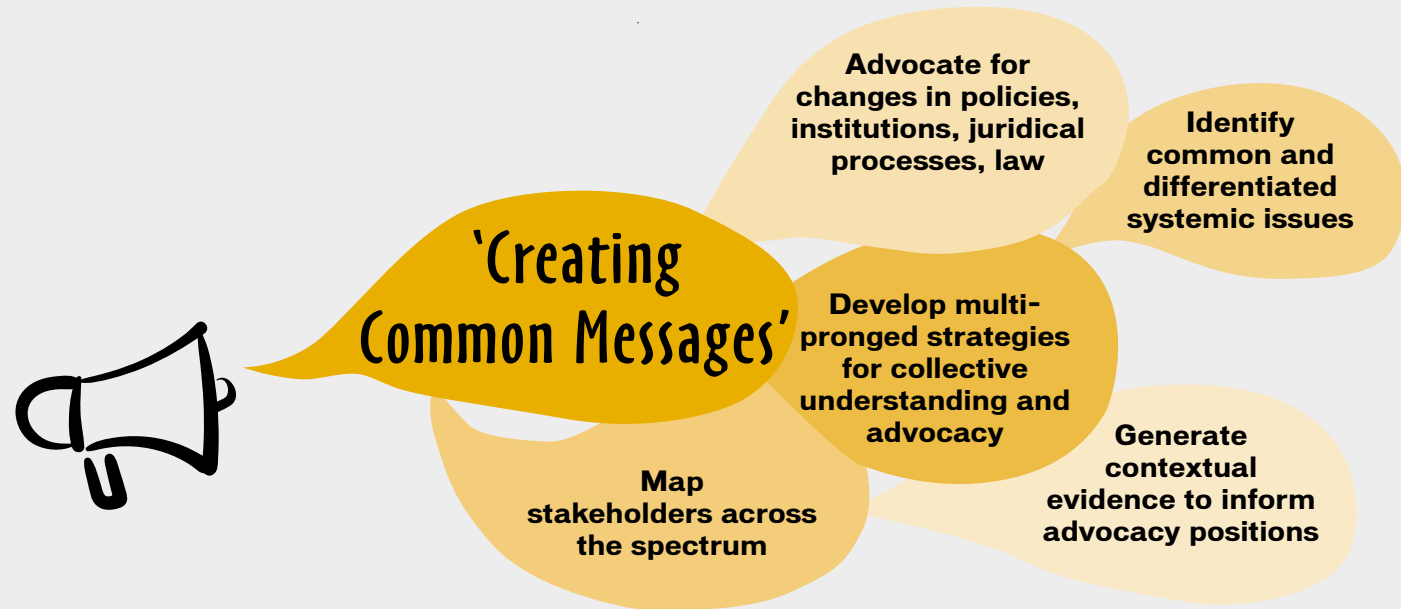 ‘Creating
Common Messages’
Advocate for
changes in policies,
institutions, juridical
processes, law
Identify
common and
differentiated
systemic issues
Develop multi-
pronged strategies
for collective
understanding and
advocacy
Map
stakeholders across
the spectrum
Generate
contextual
evidence to inform
advocacy positions